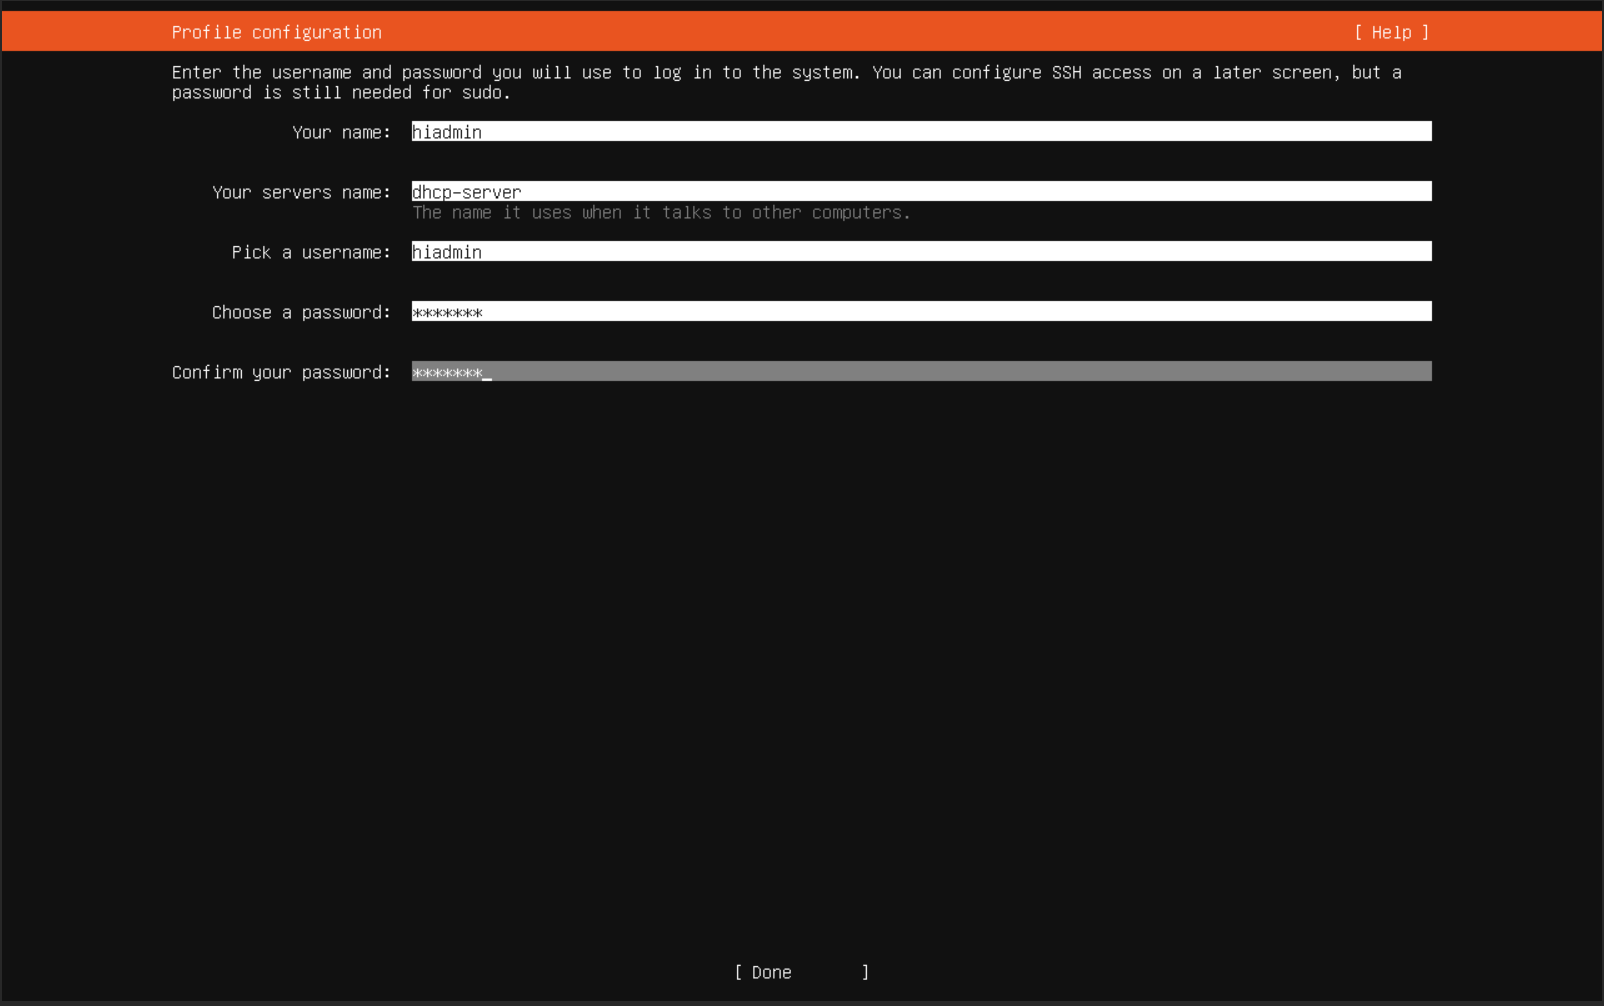 Profile configuration [ Help ]
Enter the username and password you will use to log in to the system. You can configure SSH access on a later screen, but a
password is still needed for sudo.
Your name: hiadmin
Your servers name: dhcp-server
The name it uses when it talks to other computers.
Pick a username: hiadmin
Choose a password: *******
Confirm your password: *******_
[ Done ]